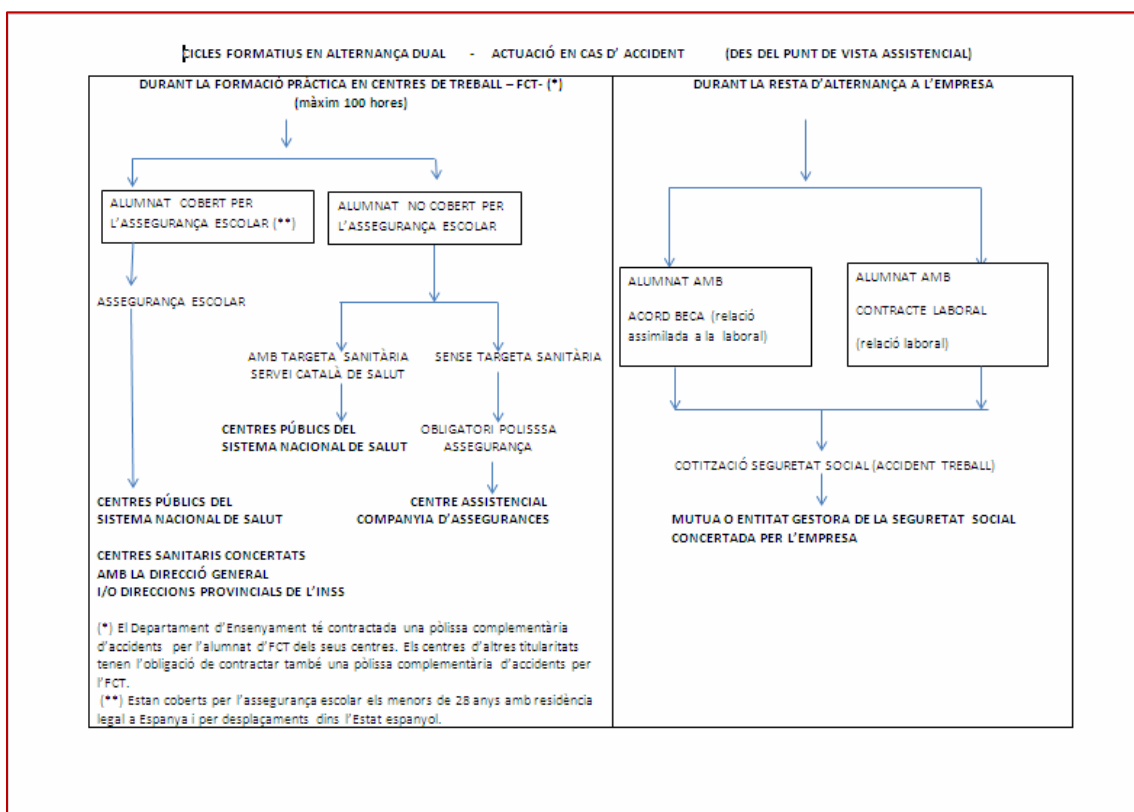 CICLES FORMATIUS EN ALTERNANÇA DUAL - ACTUACIÓ EN CAS D' ACCIDENT (DES DEL PUNT DE VISTA ASSISTENCIAL)
DURANT LA FORMACIÓ PRÀCTICA EN CENTRES DE TREBALL – FCT- (*)
(màxim 100 hores)
ALUMNAT COBERT PER
L'ASSEGURANÇA ESCOLAR (**)
ALUMNAT NO COBERT PER
L'ASSEGURANÇA ESCOLAR
ASSEGURANÇA ESCOLAR
AMB TARGETA SANITÀRIA
SERVEI CATALÀ DE SALUT
SENSE TARGETA SANITÀRIA
CENTRES PÚBLICS DEL
SISTEMA NACIONAL DE SALUT
OBLIGATORI POLISSSA
ASSEGURANÇA
CENTRES PÚBLICS DEL
SISTEMA NACIONAL DE SALUT
CENTRE ASSISTENCIAL
COMPANYIA D'ASSEGURANCES
CENTRES SANITARIS CONCERTATS
AMB LA DIRECCIÓ GENERAL
I/O DIRECCIONS PROVINCIALS DE L'INSS
(*) El Departament d'Ensenyament té contractada una pòlissa complementària
d'accidents per l'alumnat d'FCT dels seus centres. Els centres d'altres titularitats
tenen l'obligació de contractar també una pòlissa complementària d'accidents per
l'FCT.
(**) Estan coberts per l'assegurança escolar els menors de 28 anys amb residència
legal a Espanya i per desplaçaments dins l'Estat espanyol.
DURANT LA RESTA D'ALTERNANÇA A L'EMPRESA
ALUMNAT AMB
ACORD BECA (relació
assimilada a la laboral)
ALUMNAT AMB
CONTRACTE LABORAL
(relació laboral)
COTITZACIÓ SEGURETAT SOCIAL (ACCIDENT TREBALL)
MUTUA O ENTITAT GESTORA DE LA SEGURETAT SOCIAL
CONCERTADA PER L'EMPRESA